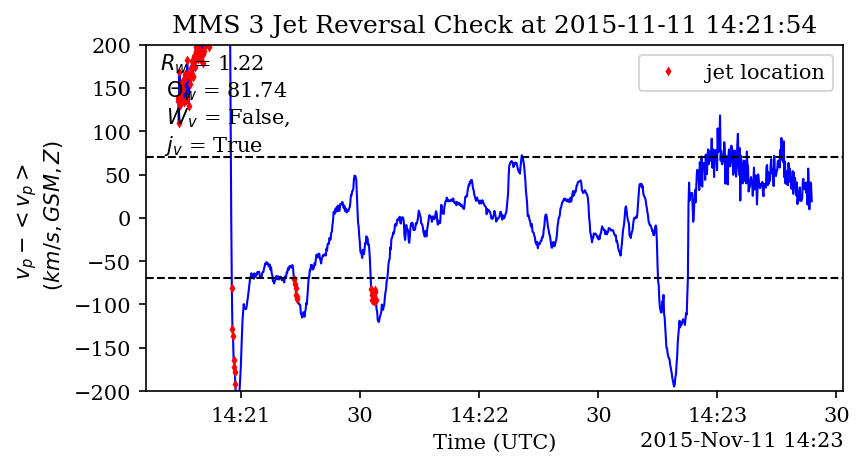 MMS 3 Jet Reversal Check at 2015-11-11 14:21:54
v_p − <v_p>
(km/s, GSM, Z)
200
150
100
50
0
−50
−100
−150
−200
R_w = 1.22
Θ_w = 81.74
W_v = False,
j_v = True
jet location
14:21
30
14:22
30
14:23
30
Time (UTC)
2015-Nov-11 14:23